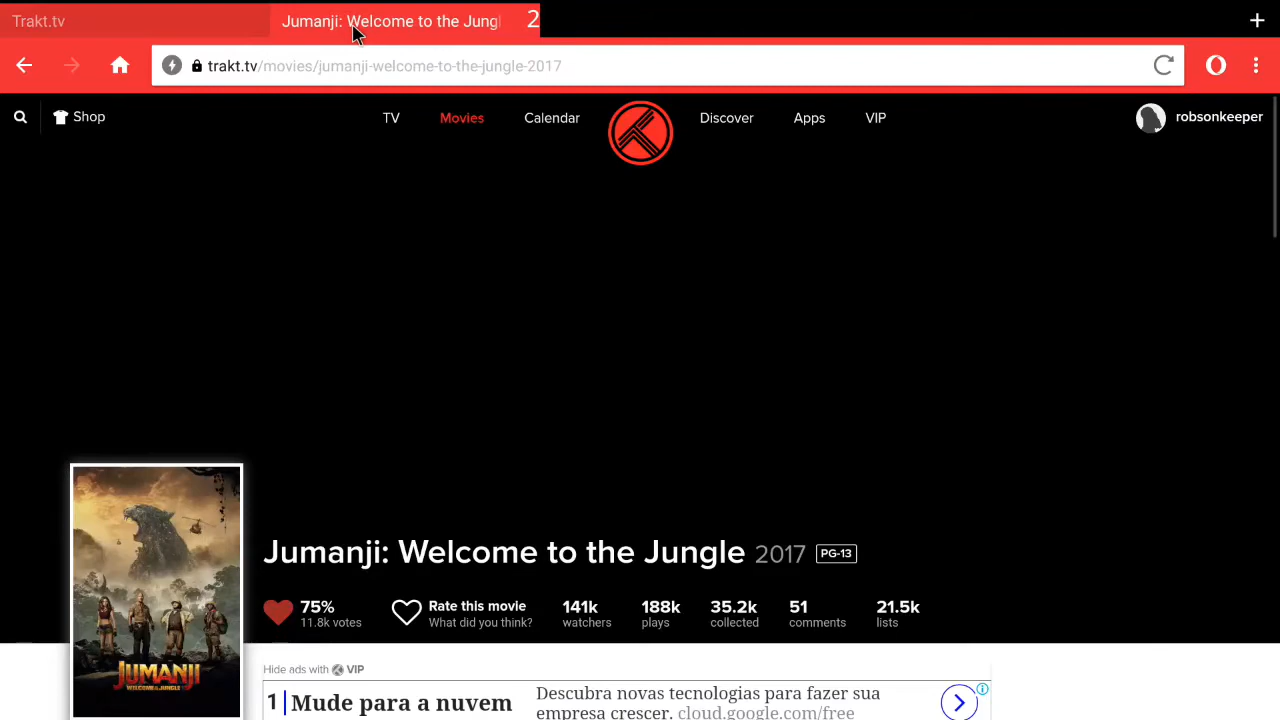 Trakt.tv
Jumanji: Welcome to the Jungl
2
trakt.tv/movies/jumanji-welcome-to-the-jungle-2017
Shop
TV
Movies
Calendar
Discover
Apps
VIP
robsonkeeper
Jumanji: Welcome to the Jungle 2017 PG-13
75%
11.8k votes
Rate this movie
What did you think?
141k
watchers
188k
plays
35.2k
collected
51
comments
21.5k
lists
JUMANJI
WELCOME TO THE JUNGLE
Hide ads with VIP
1
Mude para a nuvem
Descubra novas tecnologias para fazer sua
empresa crescer. cloud.google.com/free